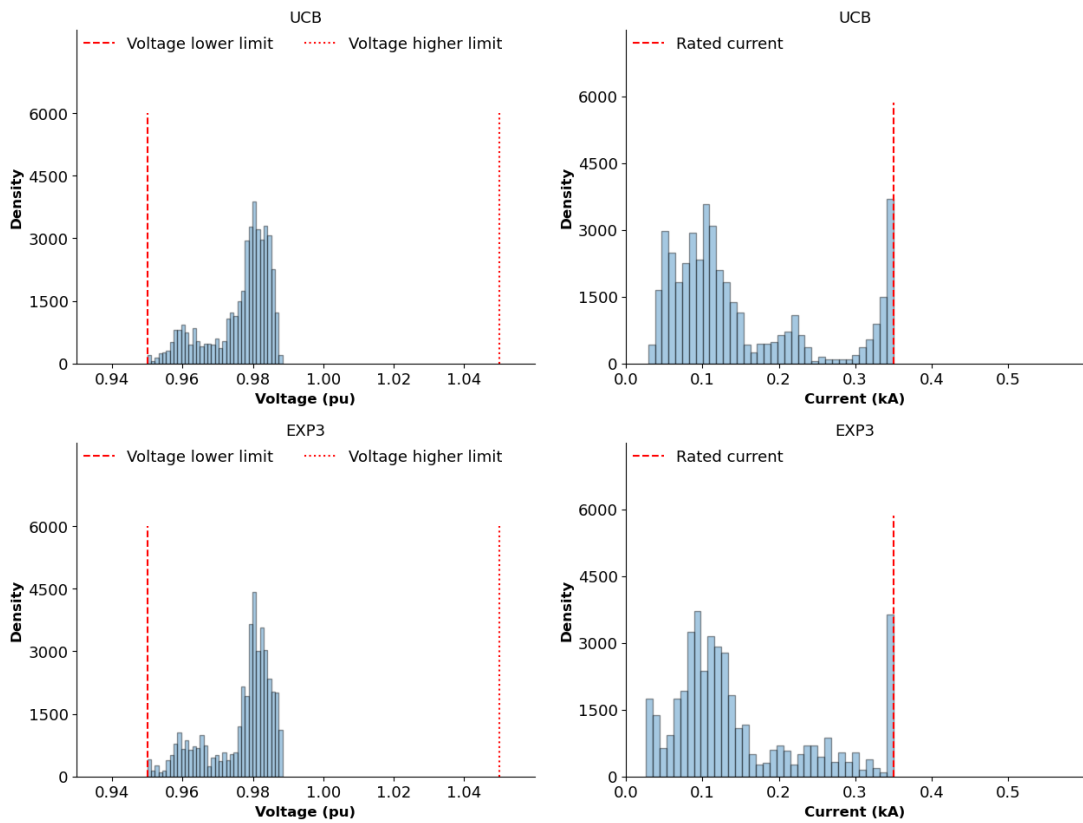 UCB
Voltage lower limit
Voltage higher limit
6000
4500
3000
1500
0
Density
0.94
0.96
0.98
1.00
1.02
1.04
Voltage (pu)
UCB
Rated current
6000
4500
3000
1500
0
Density
0.0
0.1
0.2
0.3
0.4
0.5
Current (kA)
EXP3
Voltage lower limit
Voltage higher limit
6000
4500
3000
1500
0
Density
0.94
0.96
0.98
1.00
1.02
1.04
Voltage (pu)
EXP3
Rated current
6000
4500
3000
1500
0
Density
0.0
0.1
0.2
0.3
0.4
0.5
Current (kA)